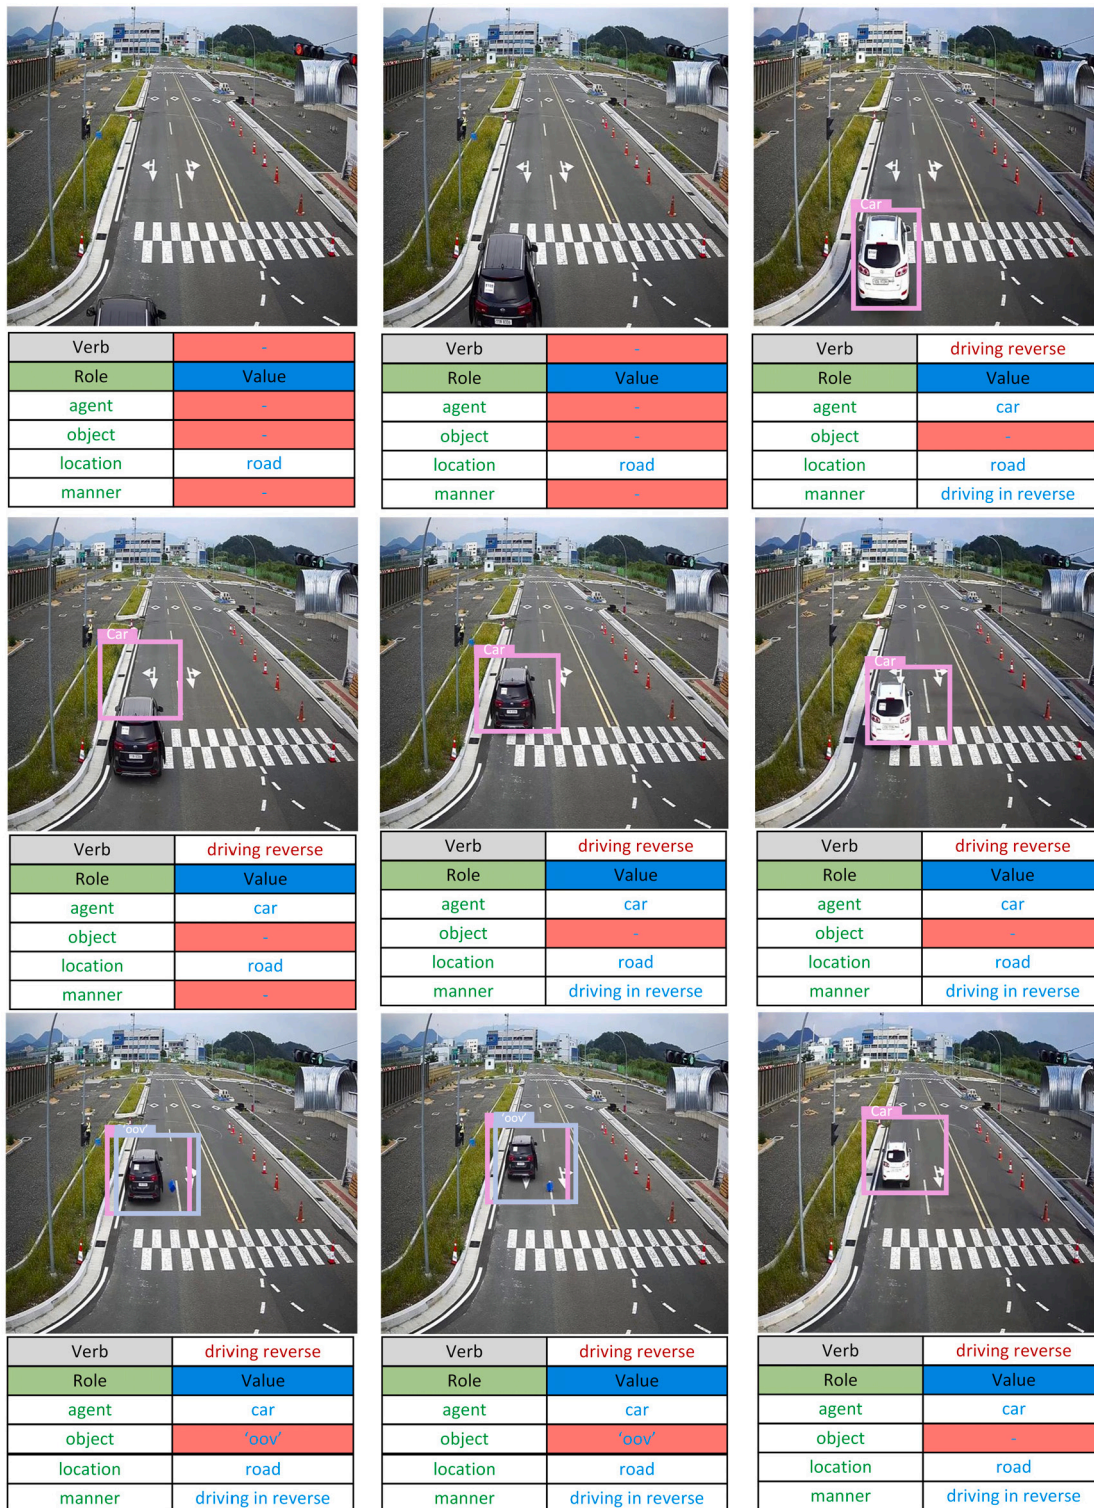 Car
Verb -
Role Value
agent -
object -
location road
manner -
Verb -
Role Value
agent -
object -
location road
manner -
Verb driving reverse
Role Value
agent car
object -
location road
manner driving in reverse
Car
Car
Car
Verb driving reverse
Role Value
agent car
object -
location road
manner -
Verb driving reverse
Role Value
agent car
object -
location road
manner driving in reverse
Verb driving reverse
Role Value
agent car
object -
location road
manner driving in reverse
'oov'
'oov'
Car
Verb driving reverse
Role Value
agent car
object 'oov'
location road
manner driving in reverse
Verb driving reverse
Role Value
agent car
object 'oov'
location road
manner driving in reverse
Verb driving reverse
Role Value
agent car
object -
location road
manner driving in reverse